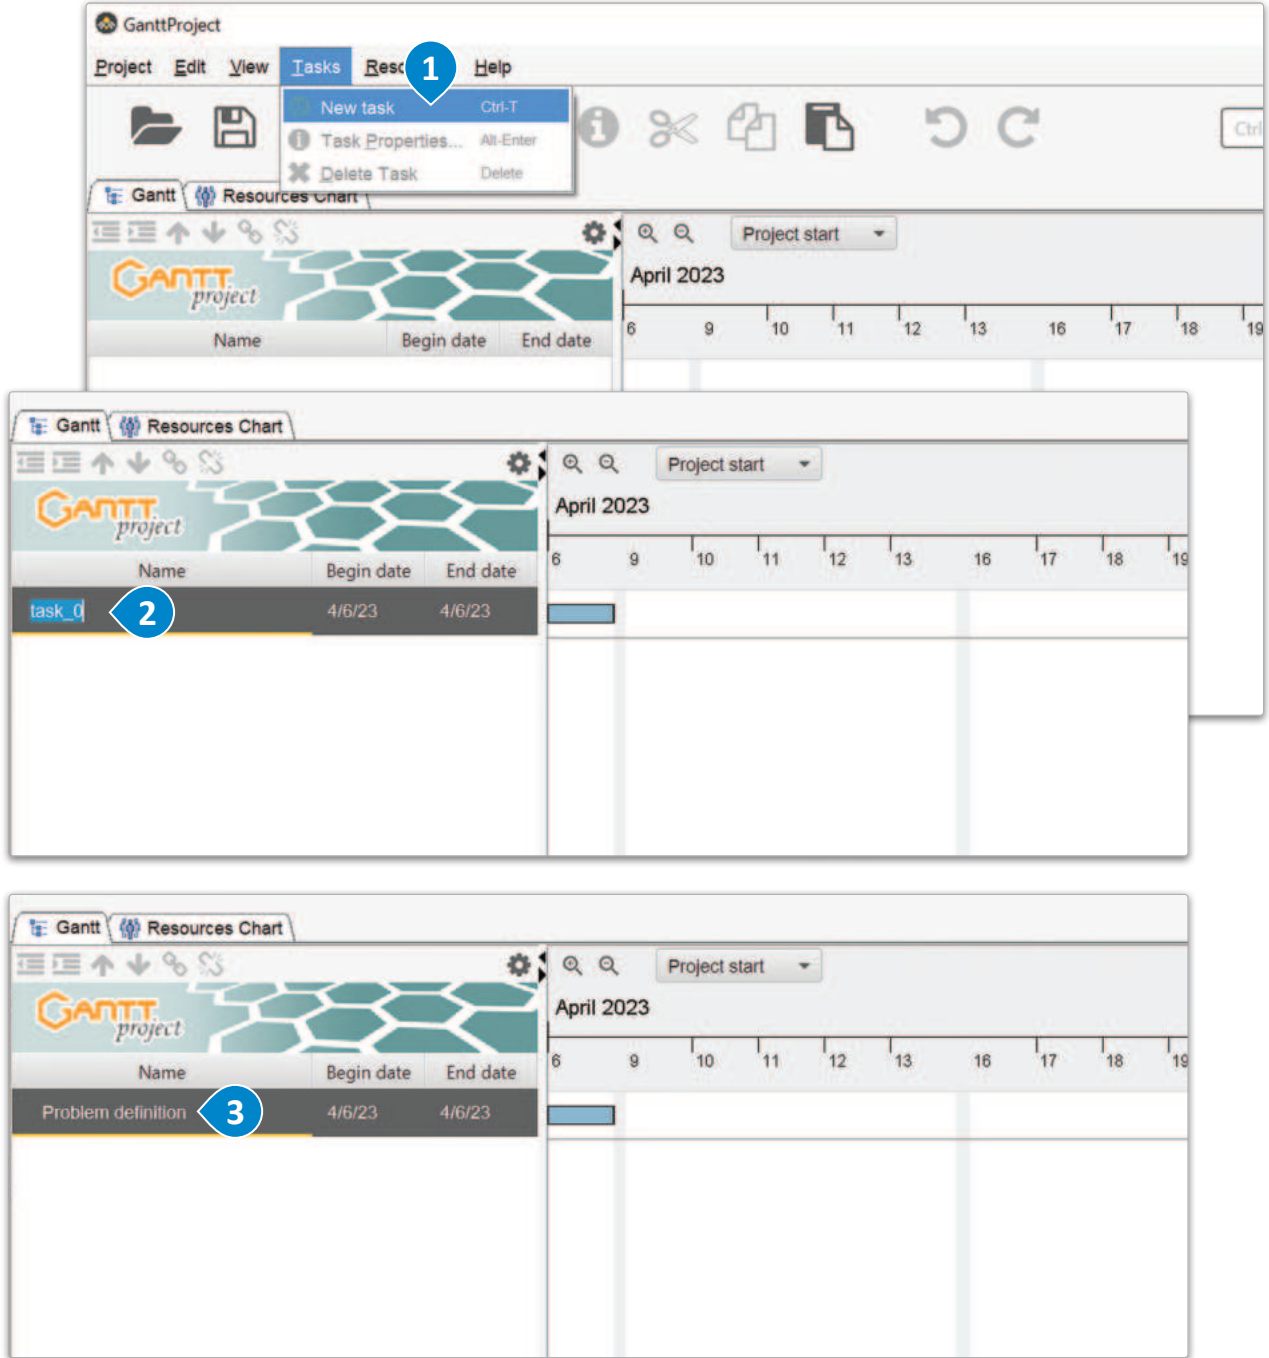 GanttProject
Project Edit View Tasks Help
1
New task Ctrl-T
Task Properties... Alt-Enter
Delete Task Delete
Gantt Resources Chart
Project start
GANTT project
April 2023
Name Begin date End date
6 9 10 11 12 13 16 17 18 19
Gantt Resources Chart
Project start
GANTT project
April 2023
Name Begin date End date
6 9 10 11 12 13 16 17 18 19
task_0 2 4/6/23 4/6/23
Gantt Resources Chart
Project start
GANTT project
April 2023
Name Begin date End date
6 9 10 11 12 13 16 17 18 19
Problem definition 3 4/6/23 4/6/23